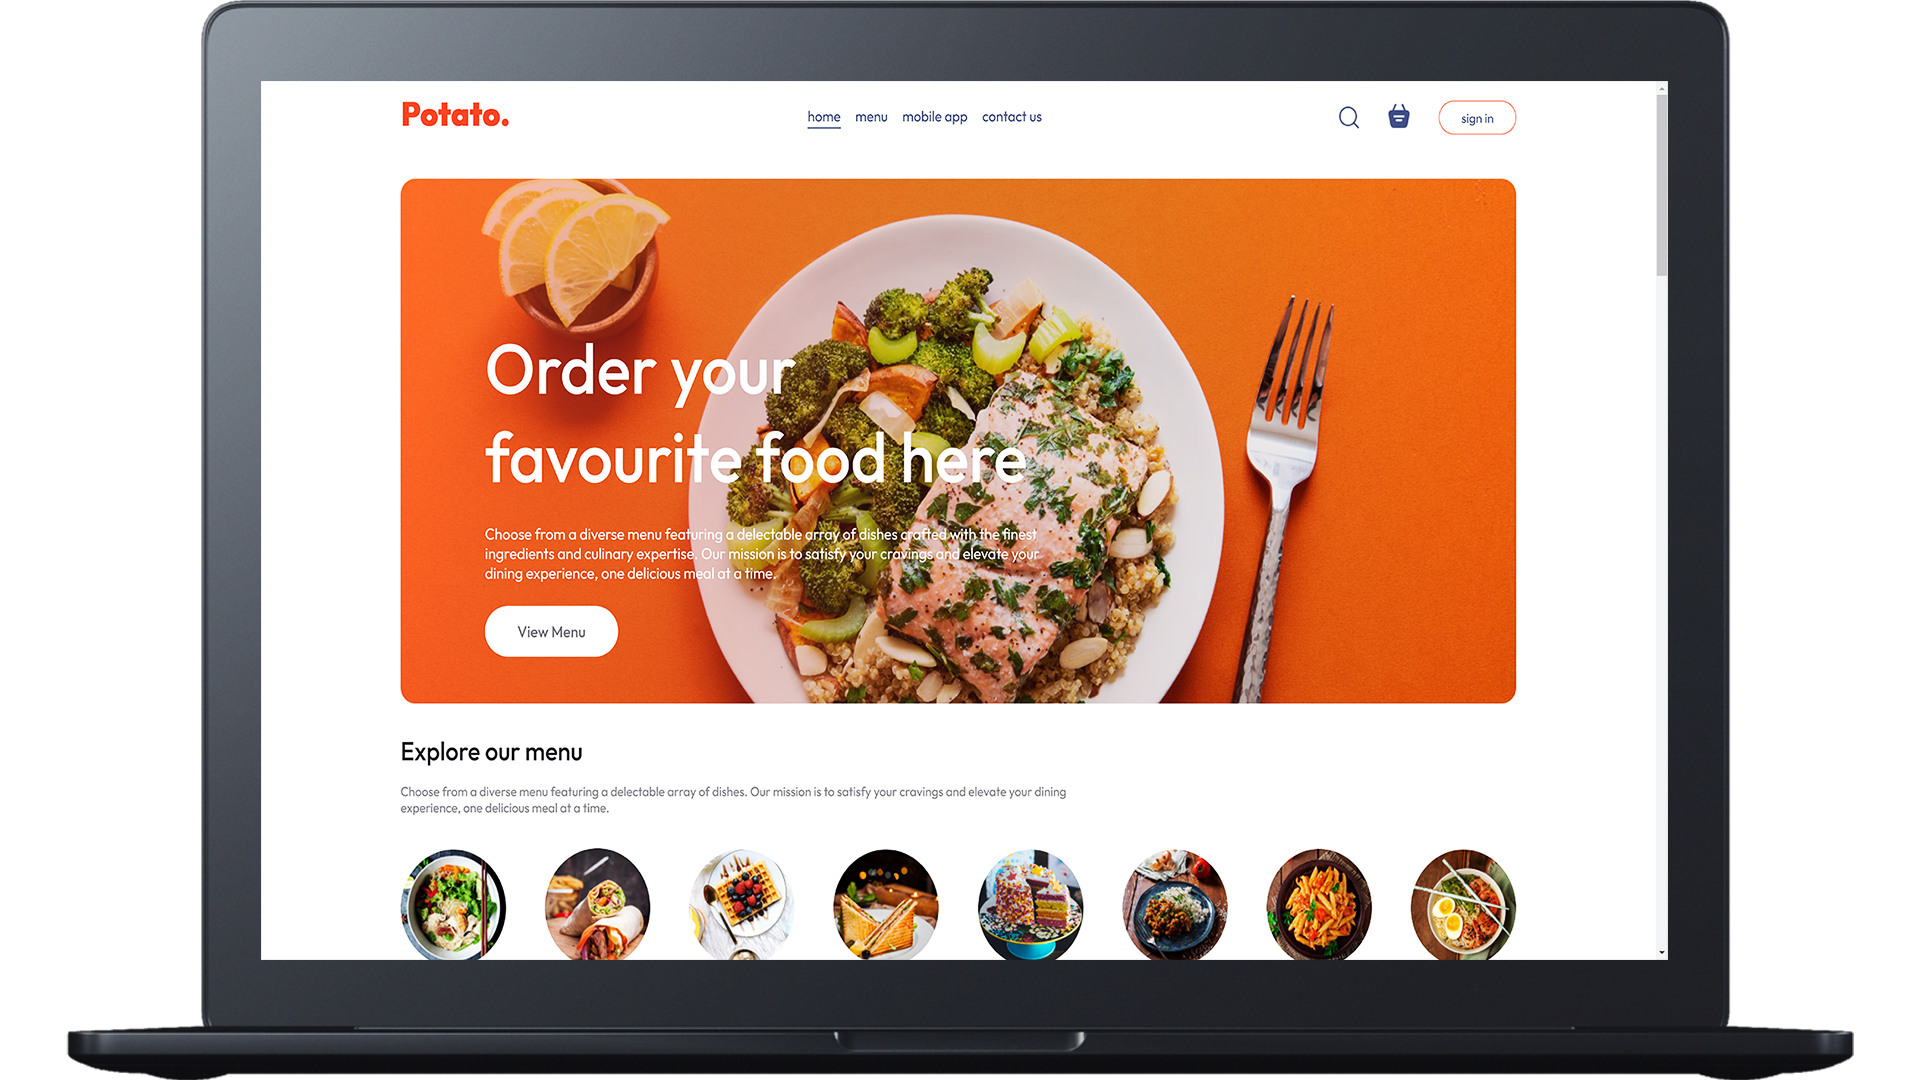 Potato.
home menu mobile app contact us
sign in
Order your
favourite food here
Choose from a diverse menu featuring a delectable array of dishes crafted with the finest
ingredients and culinary expertise. Our mission is to satisfy your cravings and elevate your
dining experience, one delicious meal at a time.
View Menu
Explore our menu
Choose from a diverse menu featuring a delectable array of dishes. Our mission is to satisfy your cravings and elevate your dining
experience, one delicious meal at a time.